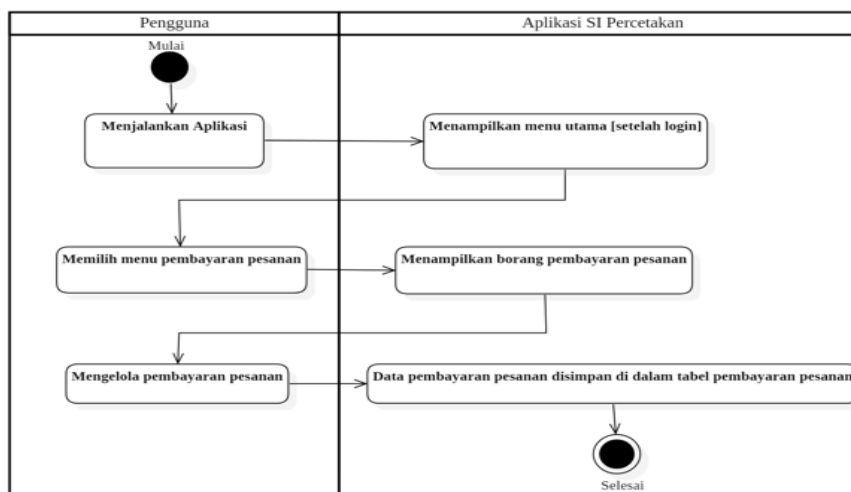 Pengguna
Aplikasi SI Percetakan
Mulai
Menjalankan Aplikasi
Menampilkan menu utama [setelah login]
Memilih menu pembayaran pesanan
Menampilkan borang pembayaran pesanan
Mengelola pembayaran pesanan
Data pembayaran pesanan disimpan di dalam tabel pembayaran pesanan
Selesai